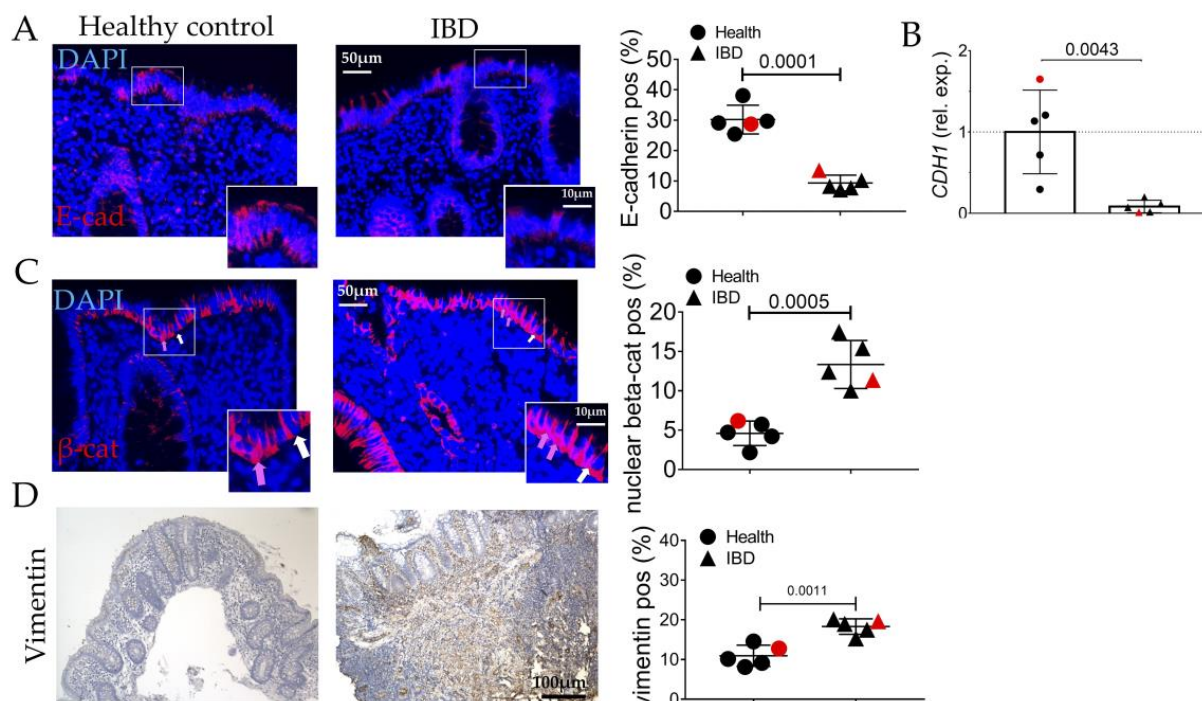 A
Healthy control
IBD
DAPI
50µm
E-cad
10µm
E-cadherin pos (%)
Health
IBD
0.0001
50
40
30
20
10
0
B
CDH1 (rel. exp.)
0.0043
2
1
0
C
DAPI
50µm
β-cat
10µm
nuclear beta-cat pos (%)
Health
IBD
0.0005
20
15
10
5
0
D
Vimentin
100µm
vimentin pos (%)
Health
IBD
0.0011
40
30
20
10
0